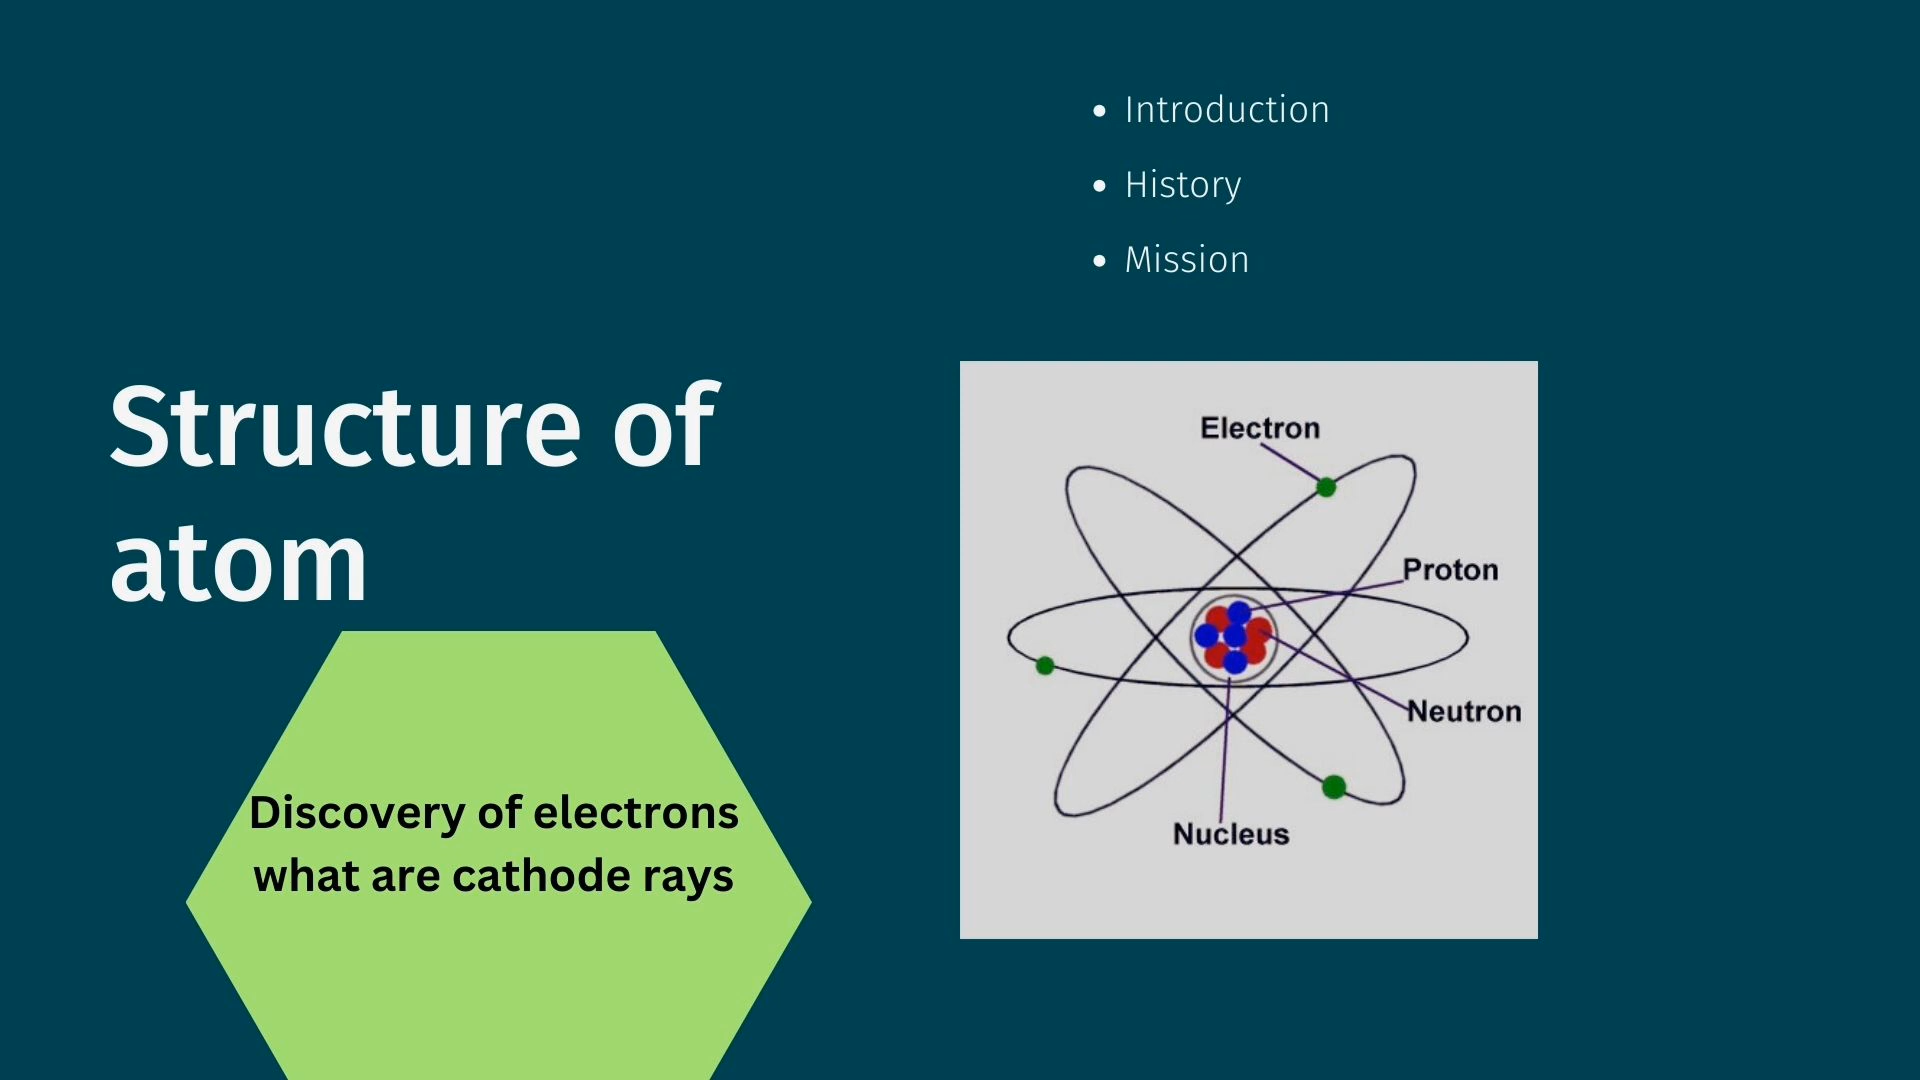 Introduction
History
Mission
Structure of
atom
Discovery of electrons
what are cathode rays
Electron
Proton
Neutron
Nucleus